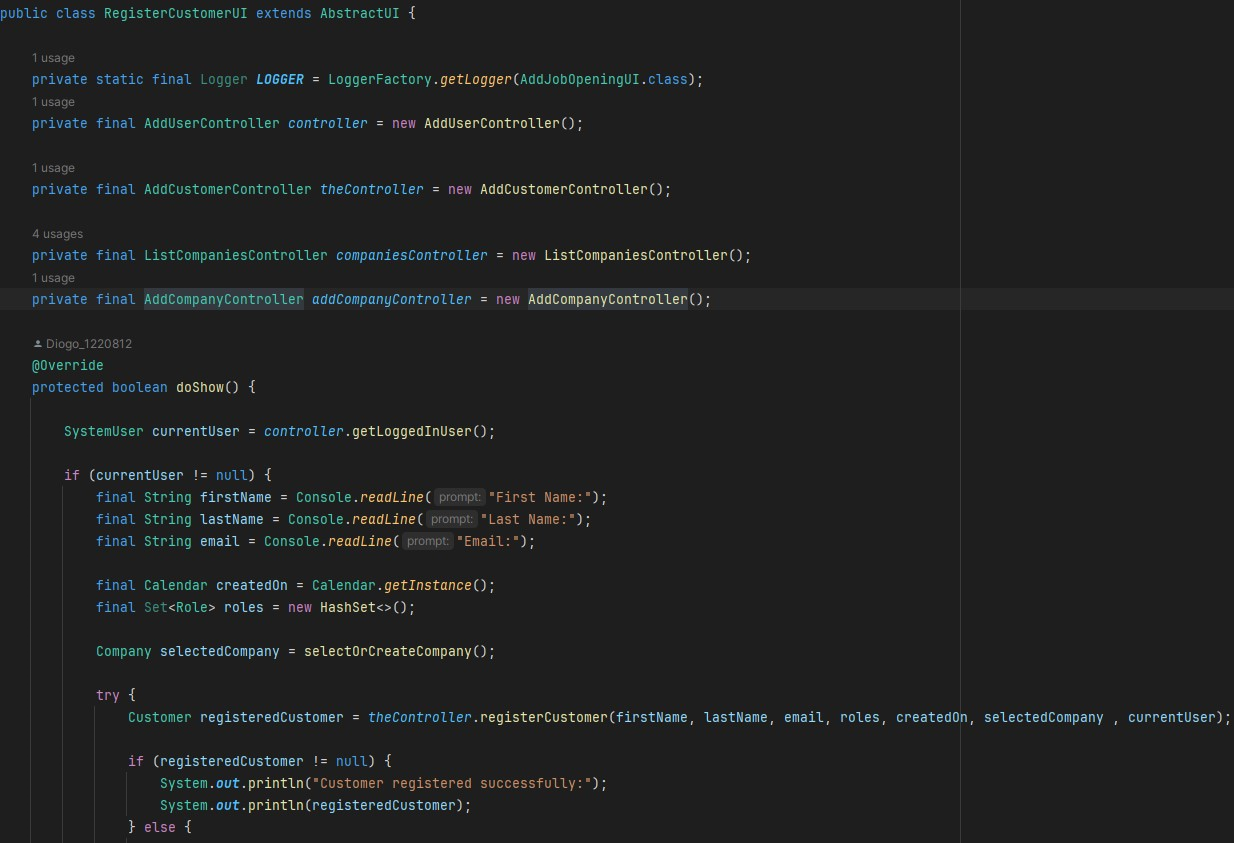 public class RegisterCustomerUI extends AbstractUI {
1 usage
private static final Logger LOGGER = LoggerFactory.getLogger(AddJobOpeningUI.class);
1 usage
private final AddUserController controller = new AddUserController();
1 usage
private final AddCustomerController theController = new AddCustomerController();
4 usages
private final ListCompaniesController companiesController = new ListCompaniesController();
1 usage
private final AddCompanyController addCompanyController = new AddCompanyController();
Diogo_1220812
@Override
protected boolean doShow() {
SystemUser currentUser = controller.getLoggedInUser();
if (currentUser != null) {
final String firstName = Console.readLine( prompt: "First Name:");
final String lastName = Console.readLine( prompt: "Last Name:");
final String email = Console.readLine( prompt: "Email:");
final Calendar createdOn = Calendar.getInstance();
final Set<Role> roles = new HashSet<>();
Company selectedCompany = selectOrCreateCompany();
try {
Customer registeredCustomer = theController.registerCustomer(firstName, lastName, email, roles, createdOn, selectedCompany , currentUser);
if (registeredCustomer != null) {
System.out.println("Customer registered successfully:");
System.out.println(registeredCustomer);
} else {